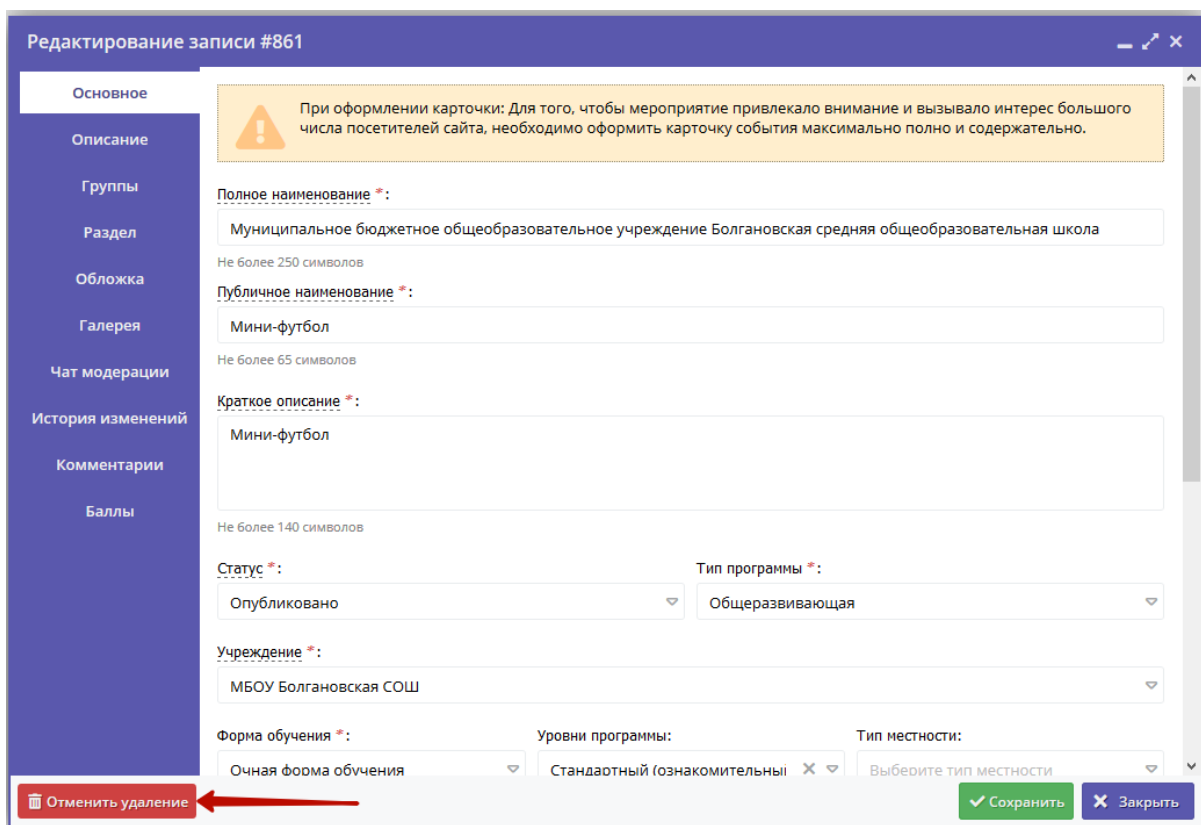 Редактирование записи #861
Основное
Описание
Группы
Раздел
Обложка
Галерея
Чат модерации
История изменений
Комментарии
Баллы
При оформлении карточки: Для того, чтобы мероприятие привлекало внимание и вызывало интерес большого
числа посетителей сайта, необходимо оформить карточку события максимально полно и содержательно.
Полное наименование *:
Муниципальное бюджетное общеобразовательное учреждение Болгановская средняя общеобразовательная школа
Не более 250 символов
Публичное наименование *:
Мини-футбол
Не более 65 символов
Краткое описание *:
Мини-футбол
Не более 140 символов
Статус *: Тип программы *:
Опубликовано Общеразвивающая
Учреждение *:
МБОУ Болгановская СОШ
Форма обучения *: Уровни программы: Тип местности:
Очная форма обучения Стандартный (ознакомительный Выберите тип местности
Отменить удаление Сохранить Закрыть